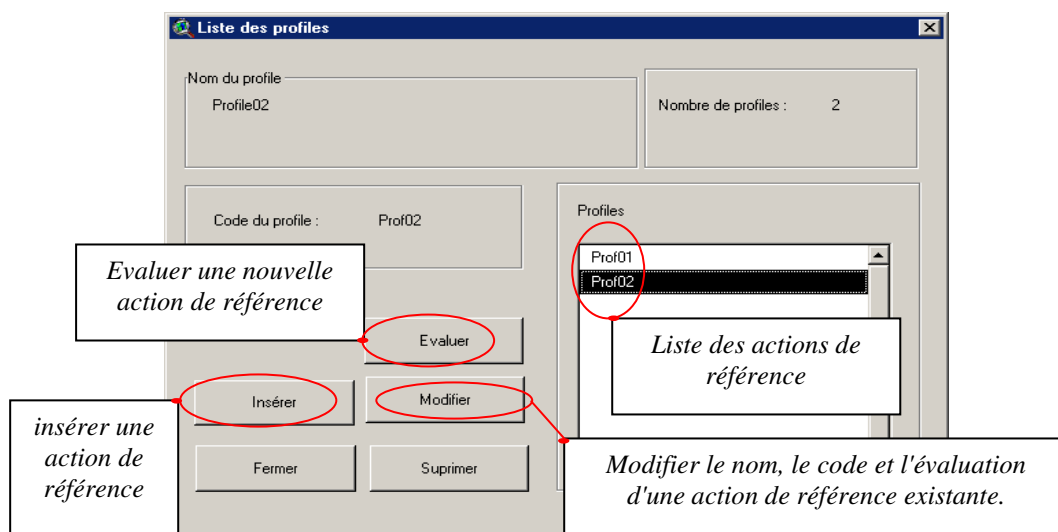 Liste des profiles
Nom du profile
Profile02
Nombre de profiles : 2
Code du profile : Prof02
Profiles
Prof01
Prof02
Evaluer une nouvelle
action de référence
Evaluer
Liste des actions de
référence
Insérer
Modifier
insérer une
action de
référence
Fermer
Suprimer
Modifier le nom, le code et l'évaluation
d'une action de référence existante.